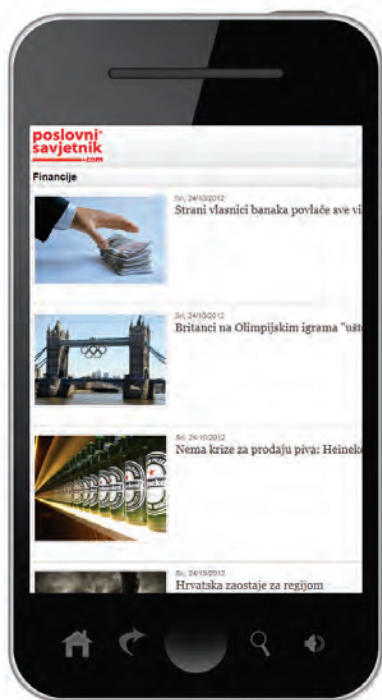 poslovni
savjetnik
.com
Financije
Sri, 24/10/2012
Strani vlasnici banaka povlače sve vi
Sri, 24/10/2012
Britanci na Olimpijskim igrama "ušt
Sri, 24/10/2012
Nema krize za prodaju piva: Heineke
Sri, 24/10/2012
Hrvatska zaostaje za regijom